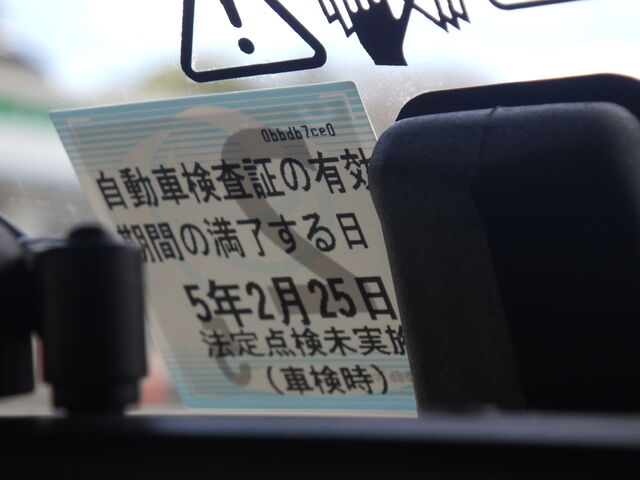 0bbdb7ce0
自動車検査証の有効
期間の満了する日
5年2月25日
法定点検未実施
(車検時)